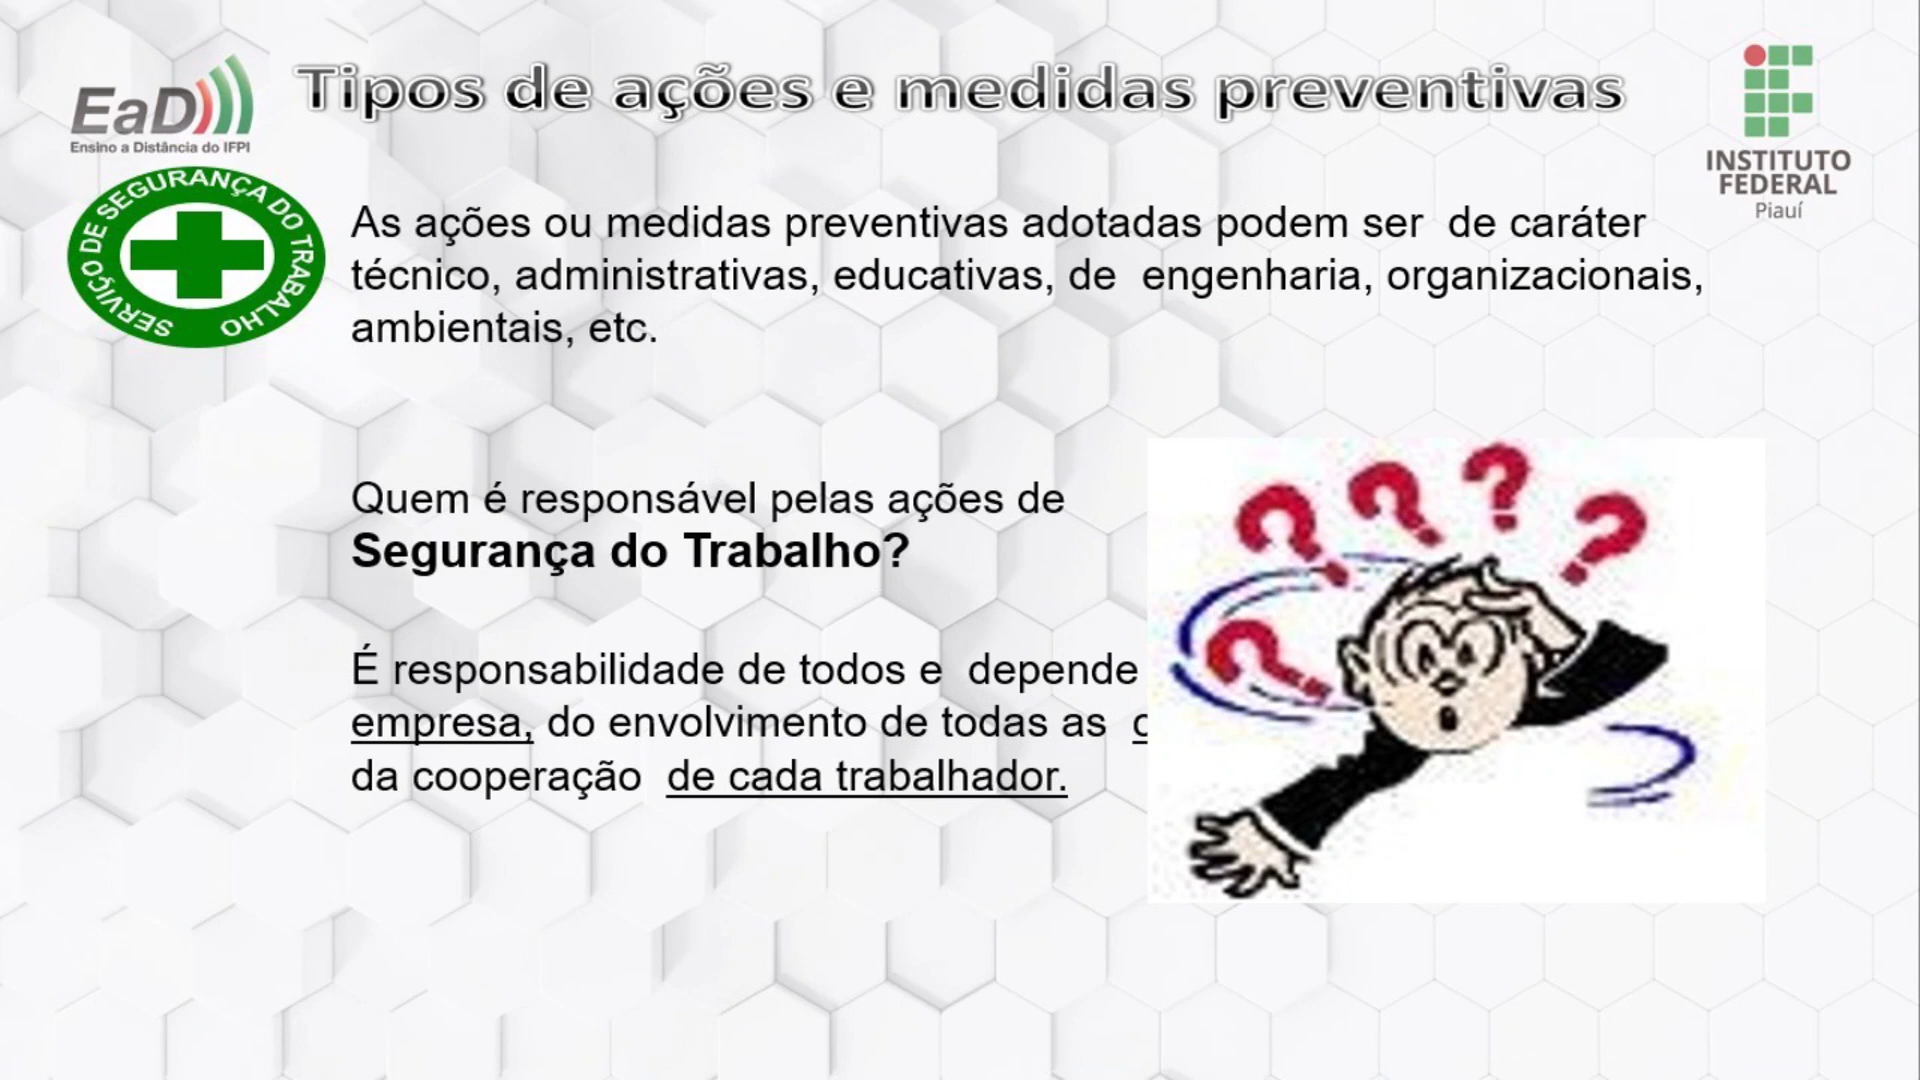 Tipos de ações e medidas preventivas
EaD
Ensino a Distância do IFPI
INSTITUTO
FEDERAL
Piauí
SERVIÇO DE SEGURANÇA DO TRABALHO
As ações ou medidas preventivas adotadas podem ser de caráter
técnico, administrativas, educativas, de engenharia, organizacionais,
ambientais, etc.
Quem é responsável pelas ações de
Segurança do Trabalho?
É responsabilidade de todos e depende
empresa, do envolvimento de todas as
da cooperação de cada trabalhador.
? ? ? ? ?